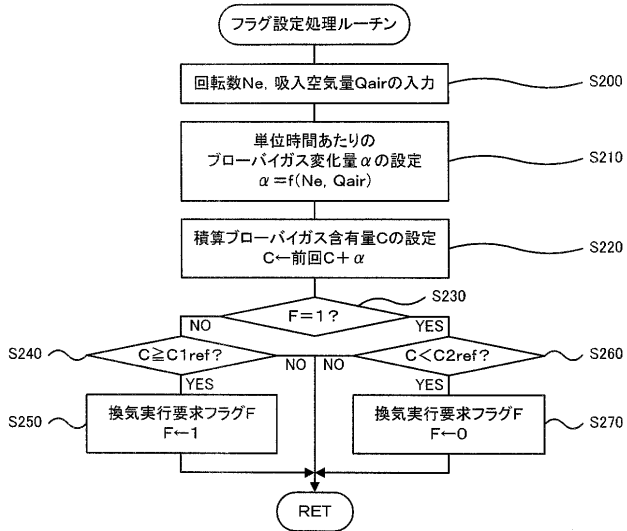 フラグ設定処理ルーチン
回転数Ne，吸入空気量Qairの入力
S200
単位時間あたりの
ブローバイガス変化量αの設定
α＝f(Ne, Qair)
S210
積算ブローバイガス含有量Cの設定
C←前回C＋α
S220
F＝1？
S230
NO
YES
S240
C≧C1ref？
NO
NO
C＜C2ref？
S260
YES
YES
S250
換気実行要求フラグF
F←1
換気実行要求フラグF
F←0
S270
RET